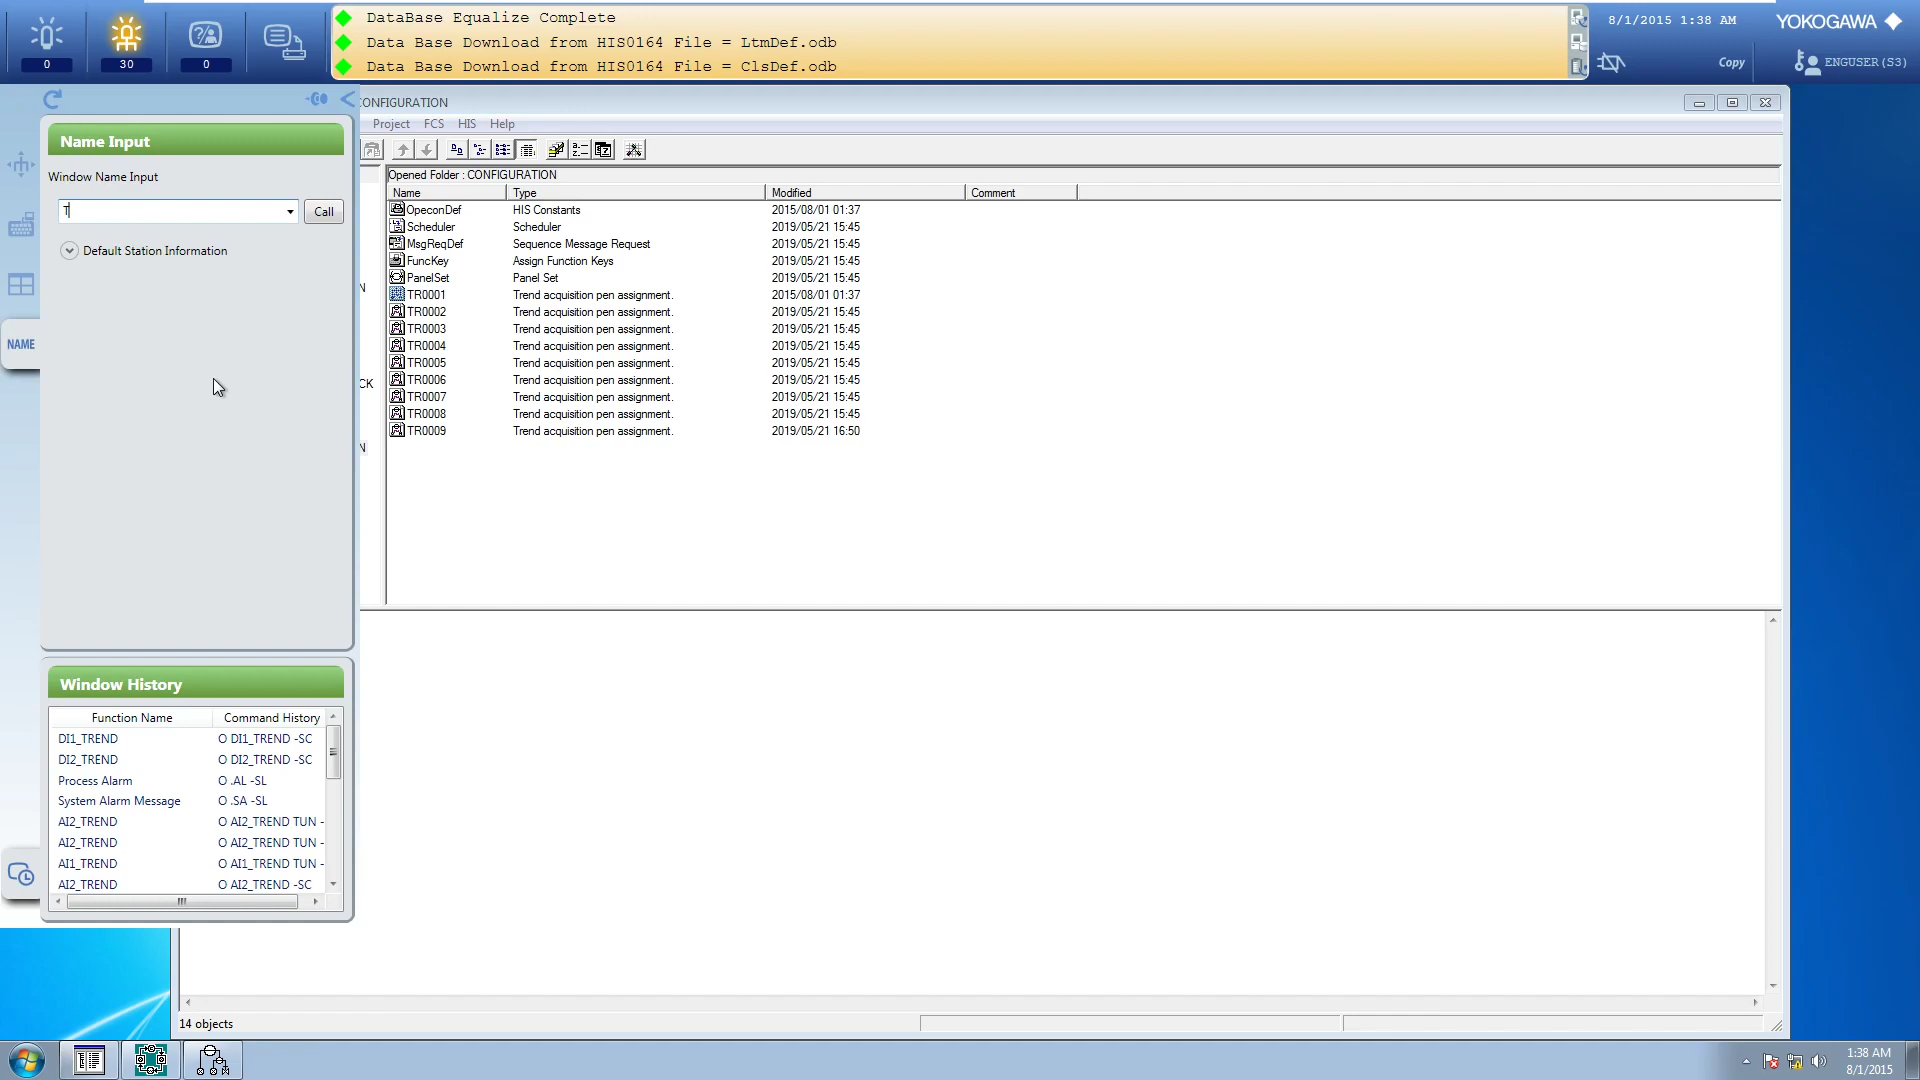 DataBase Equalize Complete
Data Base Download from HIS0164 File = LtmDef.odb
Data Base Download from HIS0164 File = ClsDef.odb
0
30
0
8/1/2015 1:38 AM
YOKOGAWA
Copy
ENGUSER (S3)
CONFIGURATION
Project FCS HIS Help
Name Input
Window Name Input
T
Call
Default Station Information
NAME
Opened Folder : CONFIGURATION
Name Type Modified Comment
OpeconDef HIS Constants 2015/08/01 01:37
Scheduler Scheduler 2019/05/21 15:45
MsgReqDef Sequence Message Request 2019/05/21 15:45
FuncKey Assign Function Keys 2019/05/21 15:45
PanelSet Panel Set 2019/05/21 15:45
TR0001 Trend acquisition pen assignment. 2015/08/01 01:37
TR0002 Trend acquisition pen assignment. 2019/05/21 15:45
TR0003 Trend acquisition pen assignment. 2019/05/21 15:45
TR0004 Trend acquisition pen assignment. 2019/05/21 15:45
TR0005 Trend acquisition pen assignment. 2019/05/21 15:45
TR0006 Trend acquisition pen assignment. 2019/05/21 15:45
TR0007 Trend acquisition pen assignment. 2019/05/21 15:45
TR0008 Trend acquisition pen assignment. 2019/05/21 15:45
TR0009 Trend acquisition pen assignment. 2019/05/21 16:50
N
CK
N
Window History
Function Name Command History
DI1_TREND O DI1_TREND -SC
DI2_TREND O DI2_TREND -SC
Process Alarm O .AL -SL
System Alarm Message O .SA -SL
AI2_TREND O AI2_TREND TUN -
AI2_TREND O AI2_TREND TUN -
AI1_TREND O AI1_TREND TUN -
AI2_TREND O AI2_TREND -SC
14 objects
1:38 AM
8/1/2015